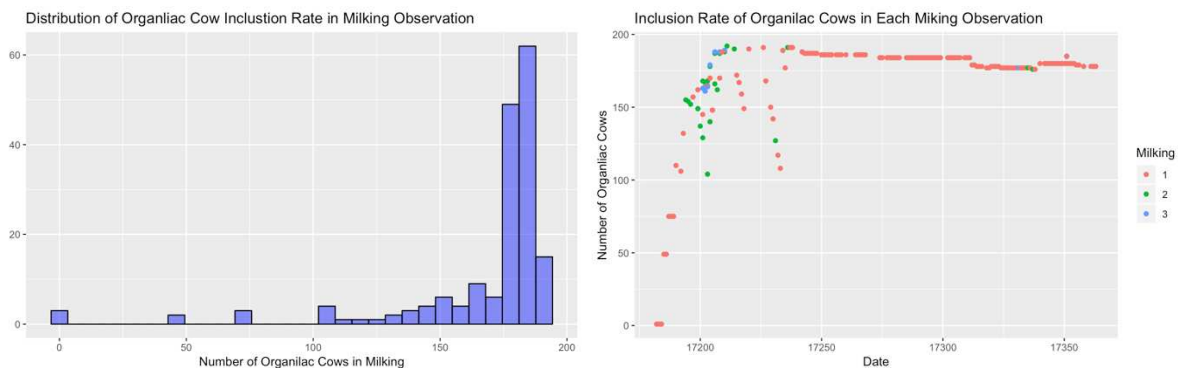 Distribution of Organliac Cow Inclustion Rate in Milking Observation
60
40
20
0
0 50 100 150 200
Number of Organilac Cows in Milking
Inclusion Rate of Organilac Cows in Each Miking Observation
Number of Organliac Cows
200
150
100
50
0
17200 17250 17300 17350
Date
Milking
1
2
3